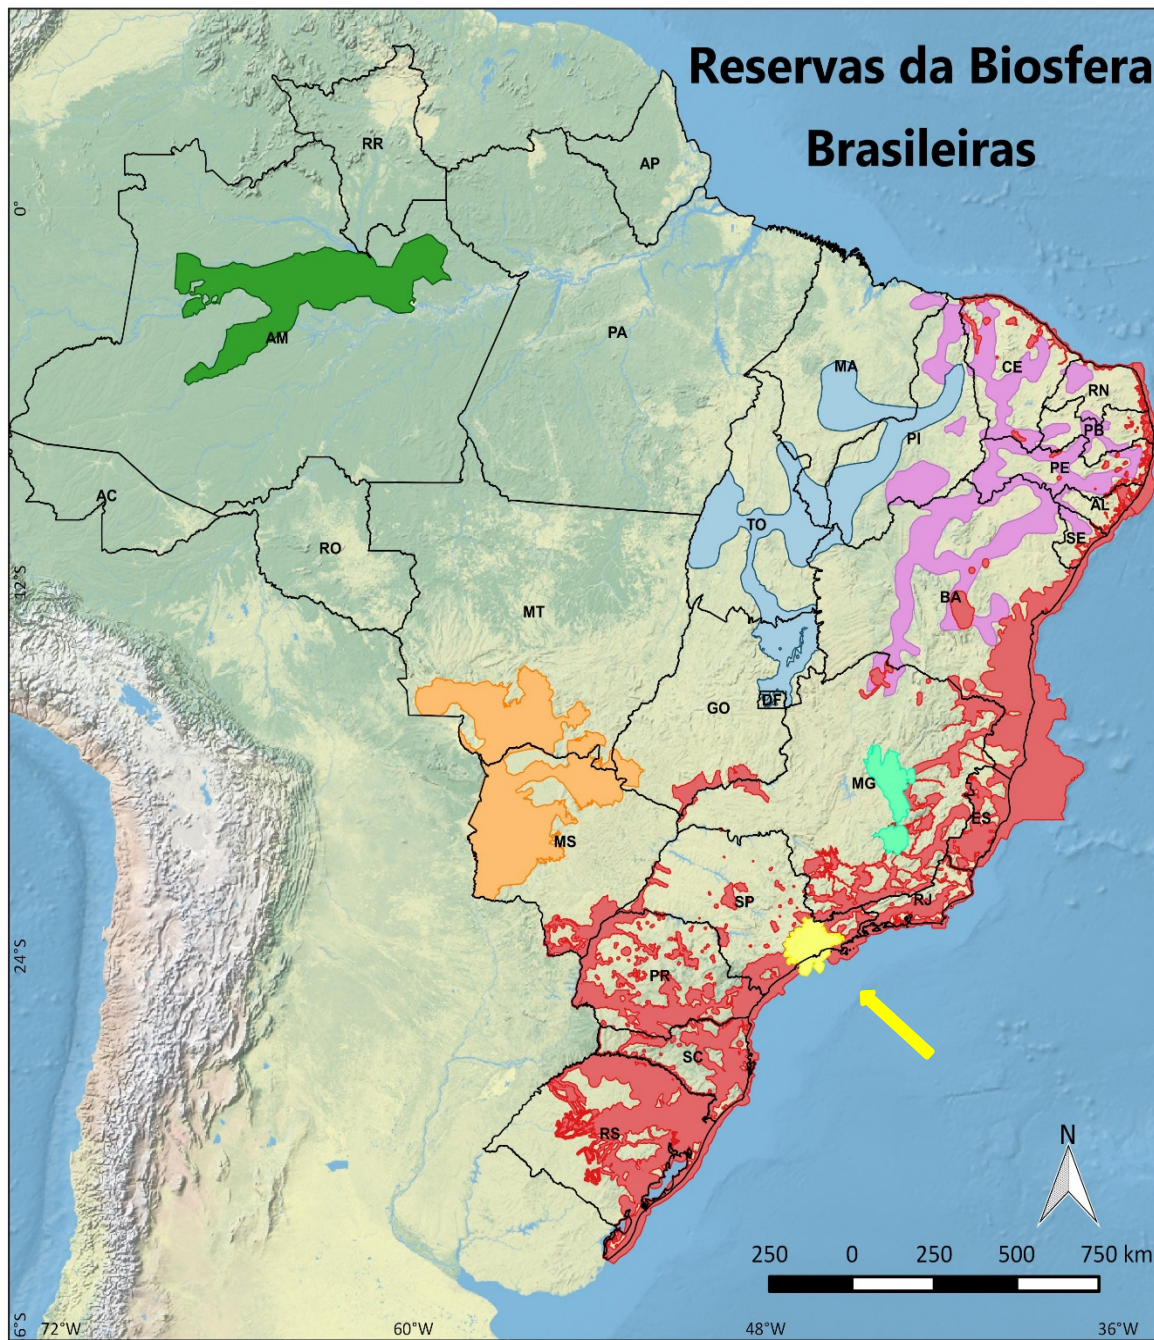 Reservas da Biosfera
Brasileiras
RR
AP
0°
AM
PA
MA
CE
RN
PB
PI
PE
AC
AL
TO
SE
RO
12°S
BA
MT
DF
GO
MG
ES
MS
SP
RJ
24°S
PR
SC
RS
N
250 0 250 500 750 km
6°S
72°W 60°W 48°W 36°W